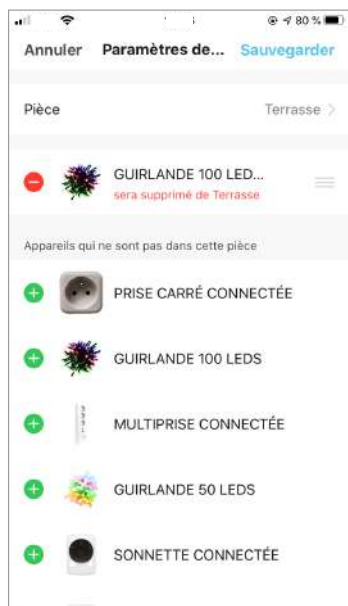 80 %
Annuler Paramètres de... Sauvegarder
Pièce Terrasse >
GUIRLANDE 100 LED...
sera supprimé de Terrasse
Appareils qui ne sont pas dans cette pièce
PRISE CARRÉ CONNECTÉE
GUIRLANDE 100 LEDS
MULTIPRISE CONNECTÉE
GUIRLANDE 50 LEDS
SONNETTE CONNECTÉE